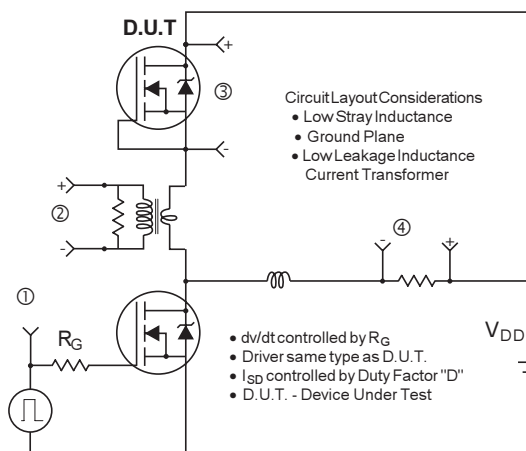 D.U.T
+
③
-
Circuit Layout Considerations
• Low Stray Inductance
• Ground Plane
• Low Leakage Inductance
Current Transformer
+
②
-
④
- +
①
RG
VDD
• dv/dt controlled by RG
• Driver same type as D.U.T.
• ISD controlled by Duty Factor "D"
• D.U.T. - Device Under Test